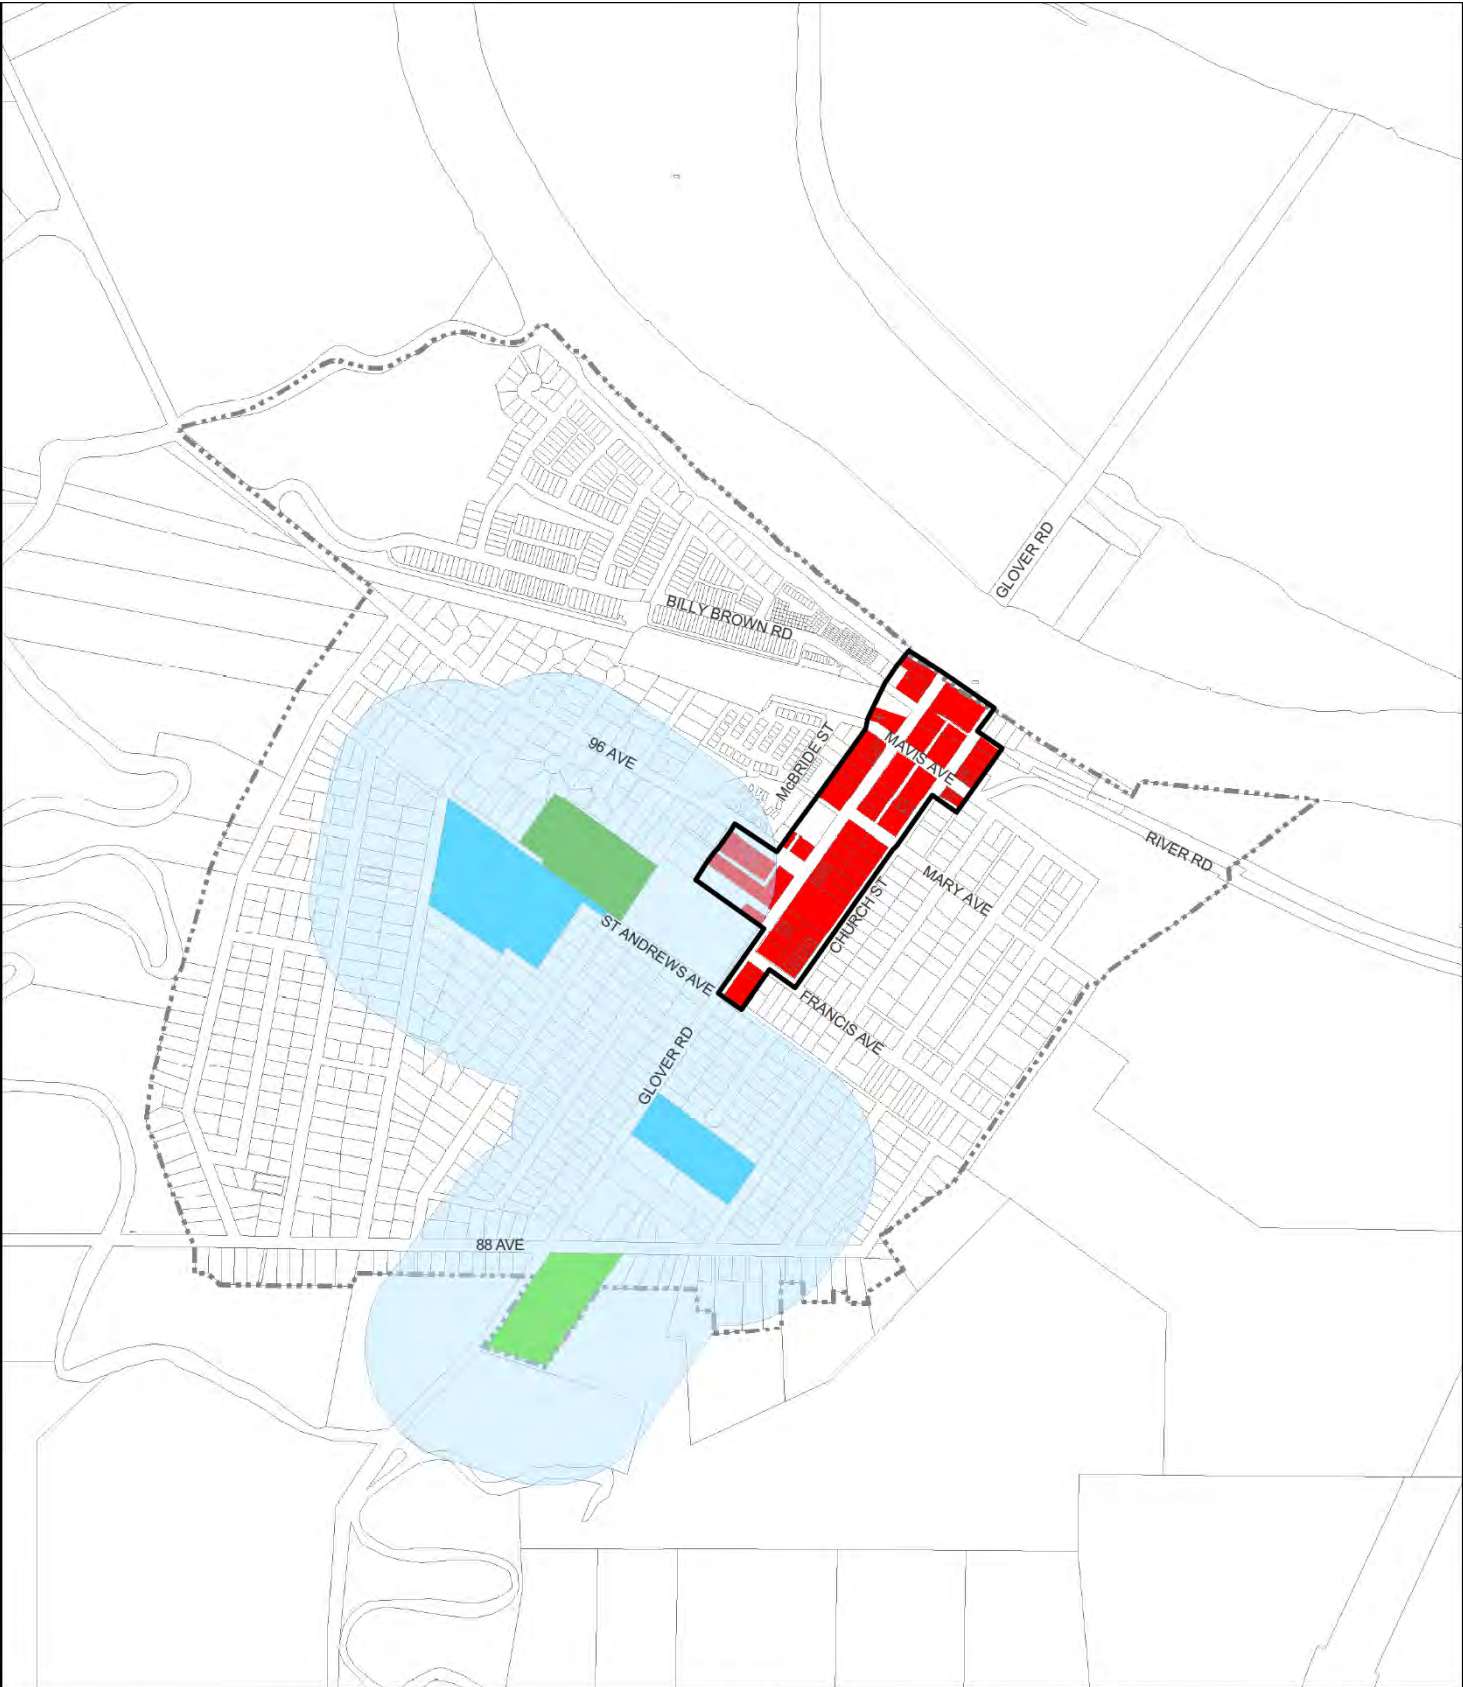 GLOVER RD
BILLY BROWN RD
McBRIDE ST
MAVIS AVE
96 AVE
RIVER RD
MARY AVE
CHURCH ST
ST ANDREWS AVE
FRANCIS AVE
GLOVER RD
88 AVE